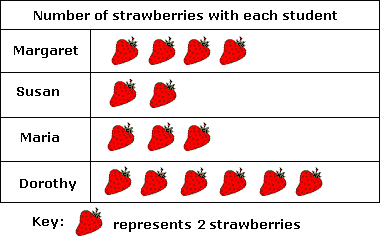 Number of strawberries with each student
Margaret
Susan
Maria
Dorothy
Key: represents 2 strawberries